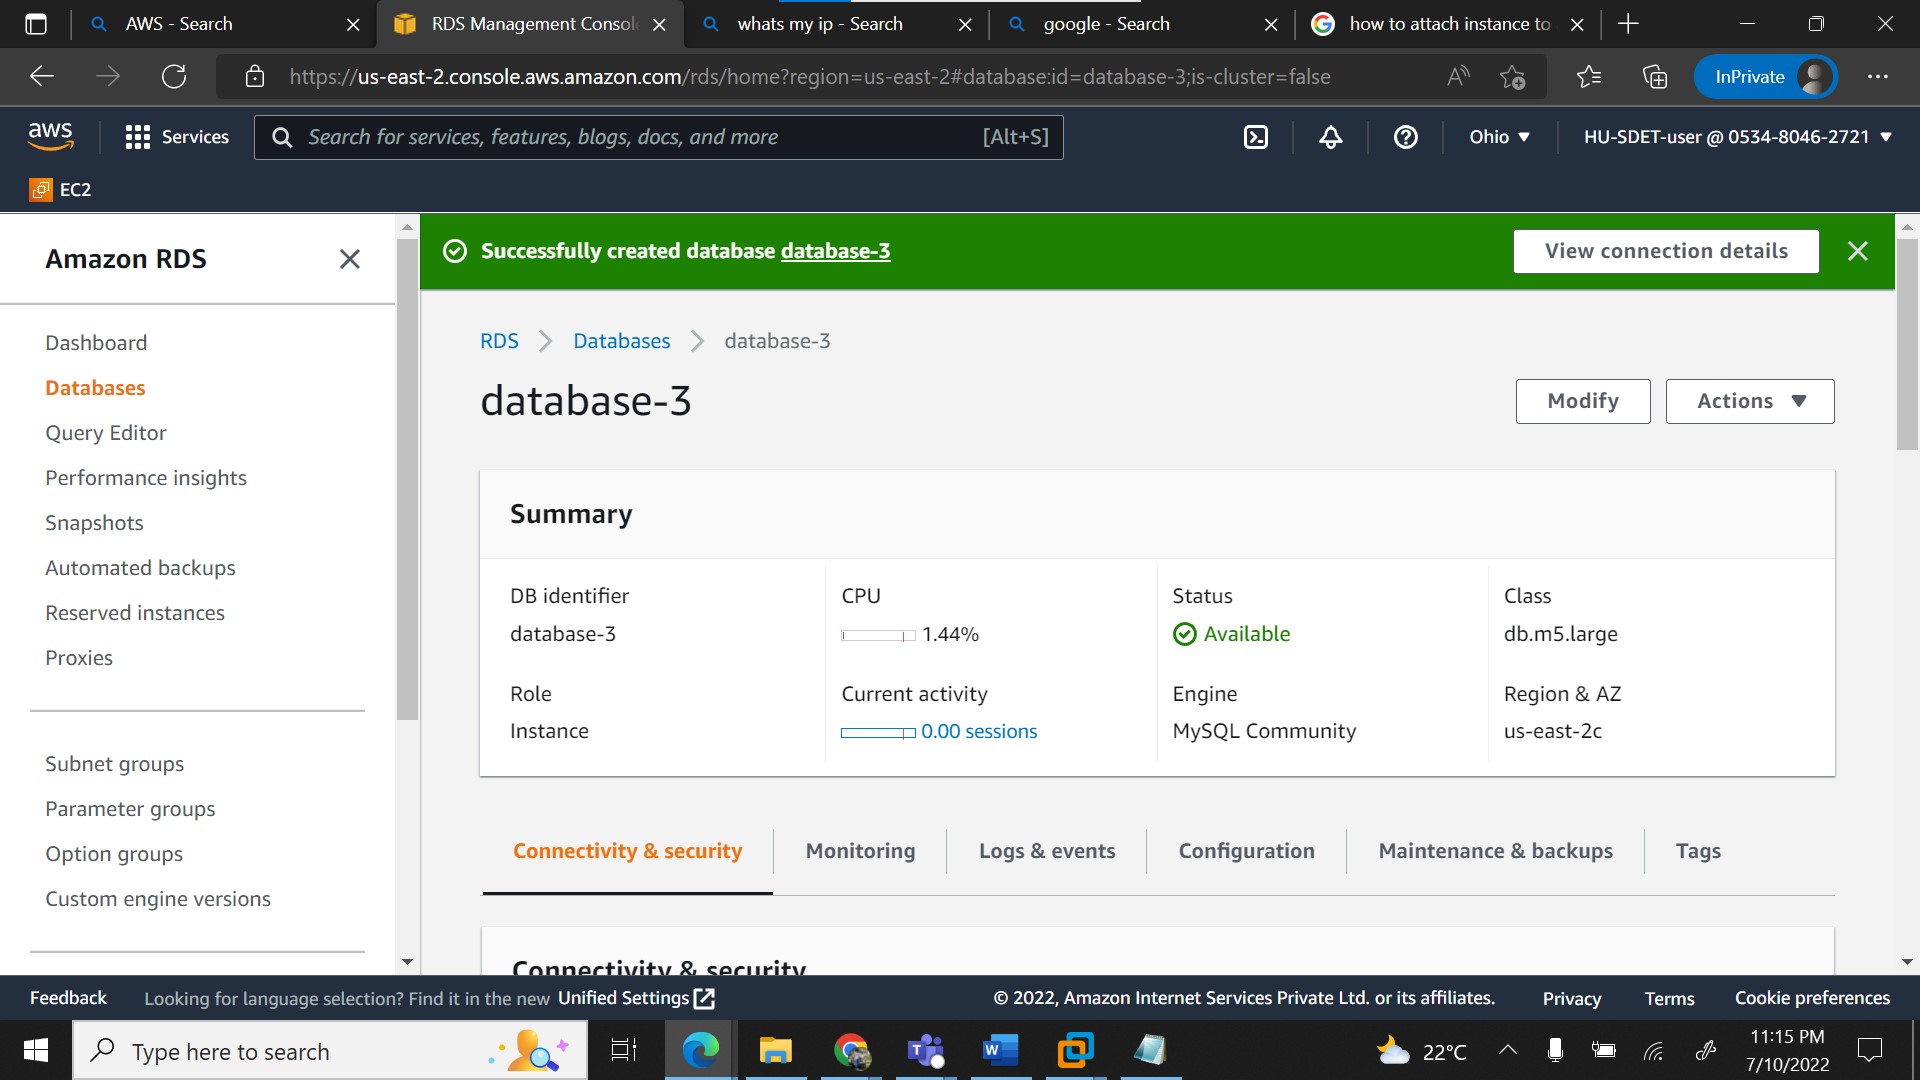 AWS - Search
RDS Management Consol
whats my ip - Search
google - Search
how to attach instance to
https://us-east-2.console.aws.amazon.com/rds/home?region=us-east-2#database:id=database-3;is-cluster=false
InPrivate
aws
Services
Search for services, features, blogs, docs, and more
[Alt+S]
Ohio
HU-SDET-user @ 0534-8046-2721
EC2
Amazon RDS
Dashboard
Databases
Query Editor
Performance insights
Snapshots
Automated backups
Reserved instances
Proxies
Subnet groups
Parameter groups
Option groups
Custom engine versions
Successfully created database database-3
View connection details
RDS > Databases > database-3
database-3
Modify
Actions
Summary
DB identifier
database-3
CPU
1.44%
Status
Available
Class
db.m5.large
Role
Instance
Current activity
0.00 sessions
Engine
MySQL Community
Region & AZ
us-east-2c
Connectivity & security
Monitoring
Logs & events
Configuration
Maintenance & backups
Tags
Connectivity & security
Feedback
Looking for language selection? Find it in the new Unified Settings
© 2022, Amazon Internet Services Private Ltd. or its affiliates.
Privacy
Terms
Cookie preferences
Type here to search
22°C
11:15 PM
7/10/2022